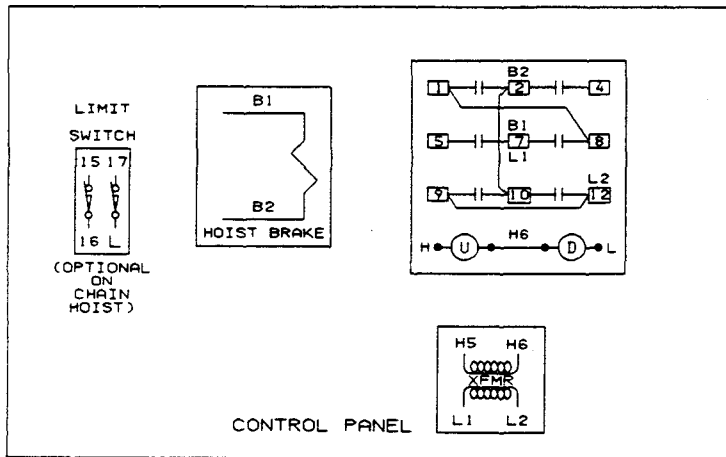 LIMIT
SWITCH
15 17
16 L
(OPTIONAL
ON
CHAIN
HOIST)
B1
B2
HOIST BRAKE
B2
1 2 4
B1
5 7 8
L1
L2
9 10 12
H6
H U D L
H5 H6
XFMR
L1 L2
CONTROL PANEL